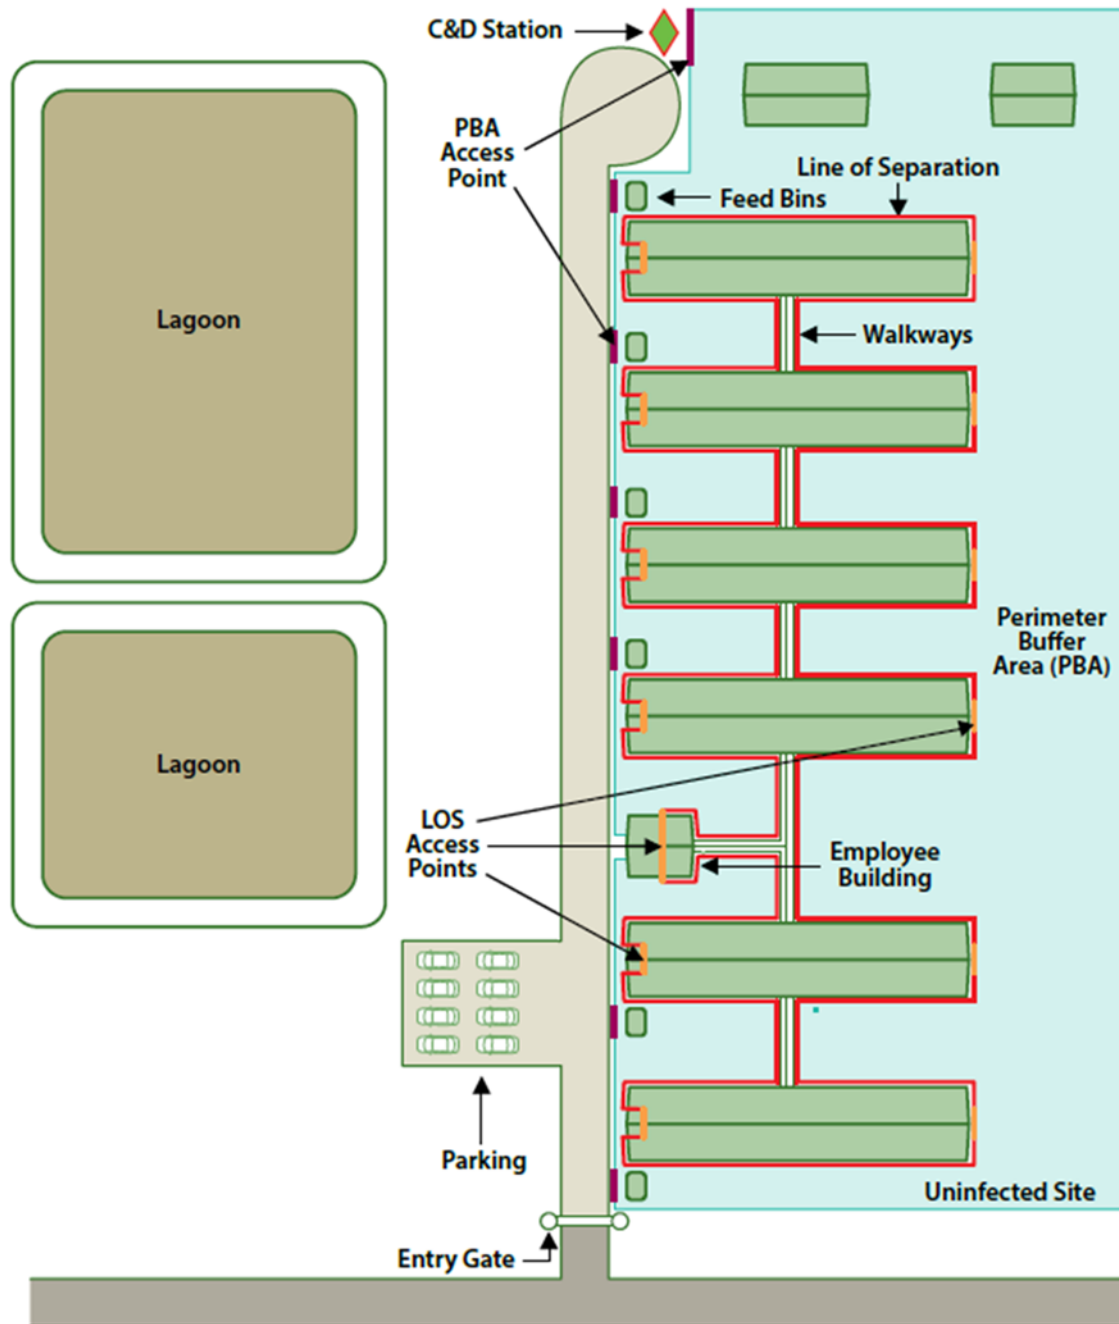 C&D Station
PBA
Access
Point
Line of Separation
Feed Bins
Lagoon
Walkways
Perimeter
Buffer
Area (PBA)
Lagoon
LOS
Access
Points
Employee
Building
Parking
Uninfected Site
Entry Gate